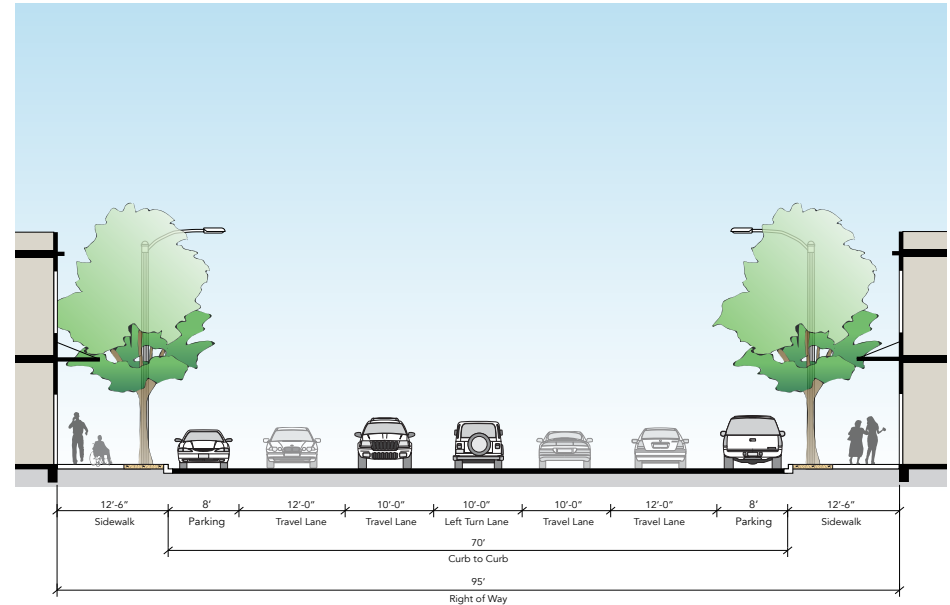 12'-6" 8' 12'-0" 10'-0" 10'-0" 10'-0" 12'-0" 8' 12'-6"
Sidewalk Parking Travel Lane Travel Lane Left Turn Lane Travel Lane Travel Lane Parking Sidewalk
70'
Curb to Curb
95'
Right of Way